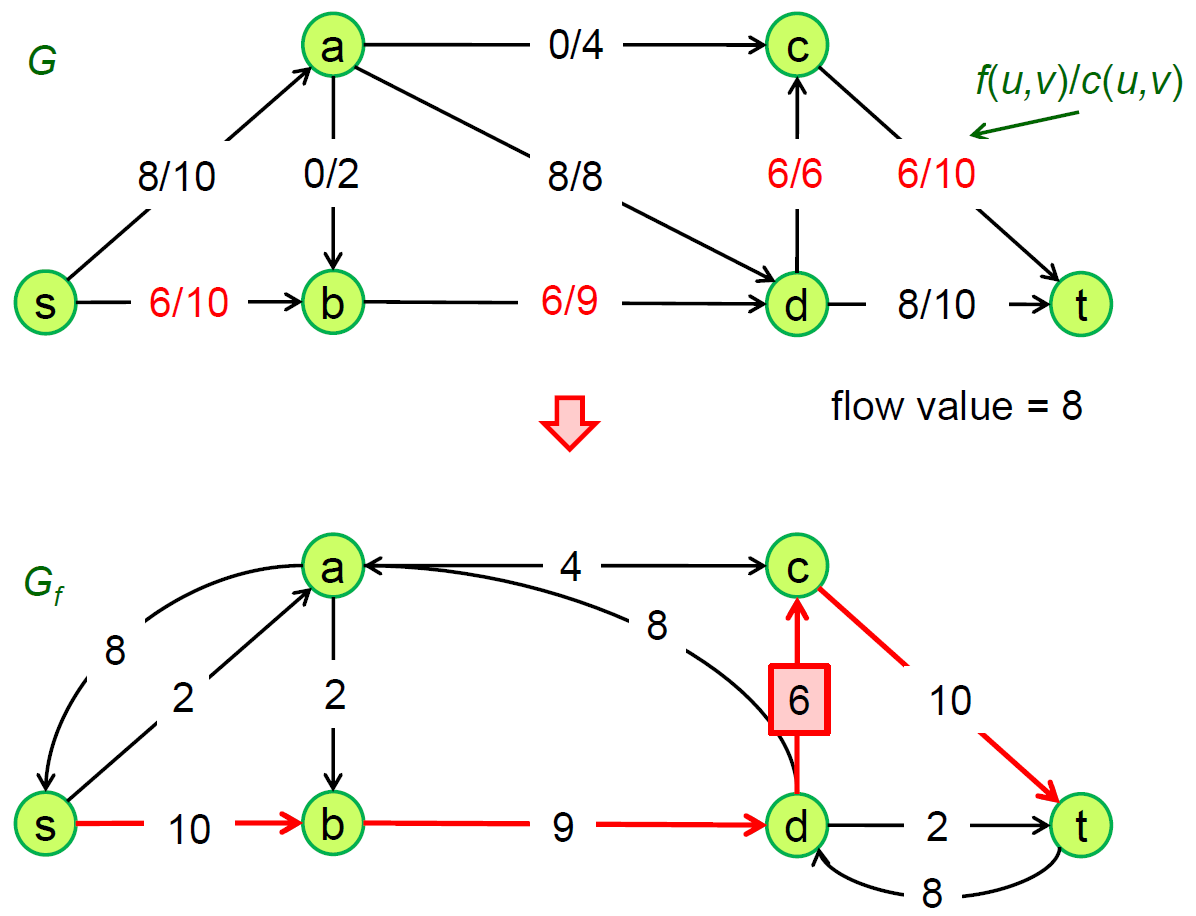 a 0/4 c
G
f(u,v)/c(u,v)
8/10 0/2 8/8 6/6 6/10
s 6/10 b 6/9 d 8/10 t
flow value = 8
a 4 c
Gf
8 8
2 2 6 10
s 10 b 9 d 2 t
8